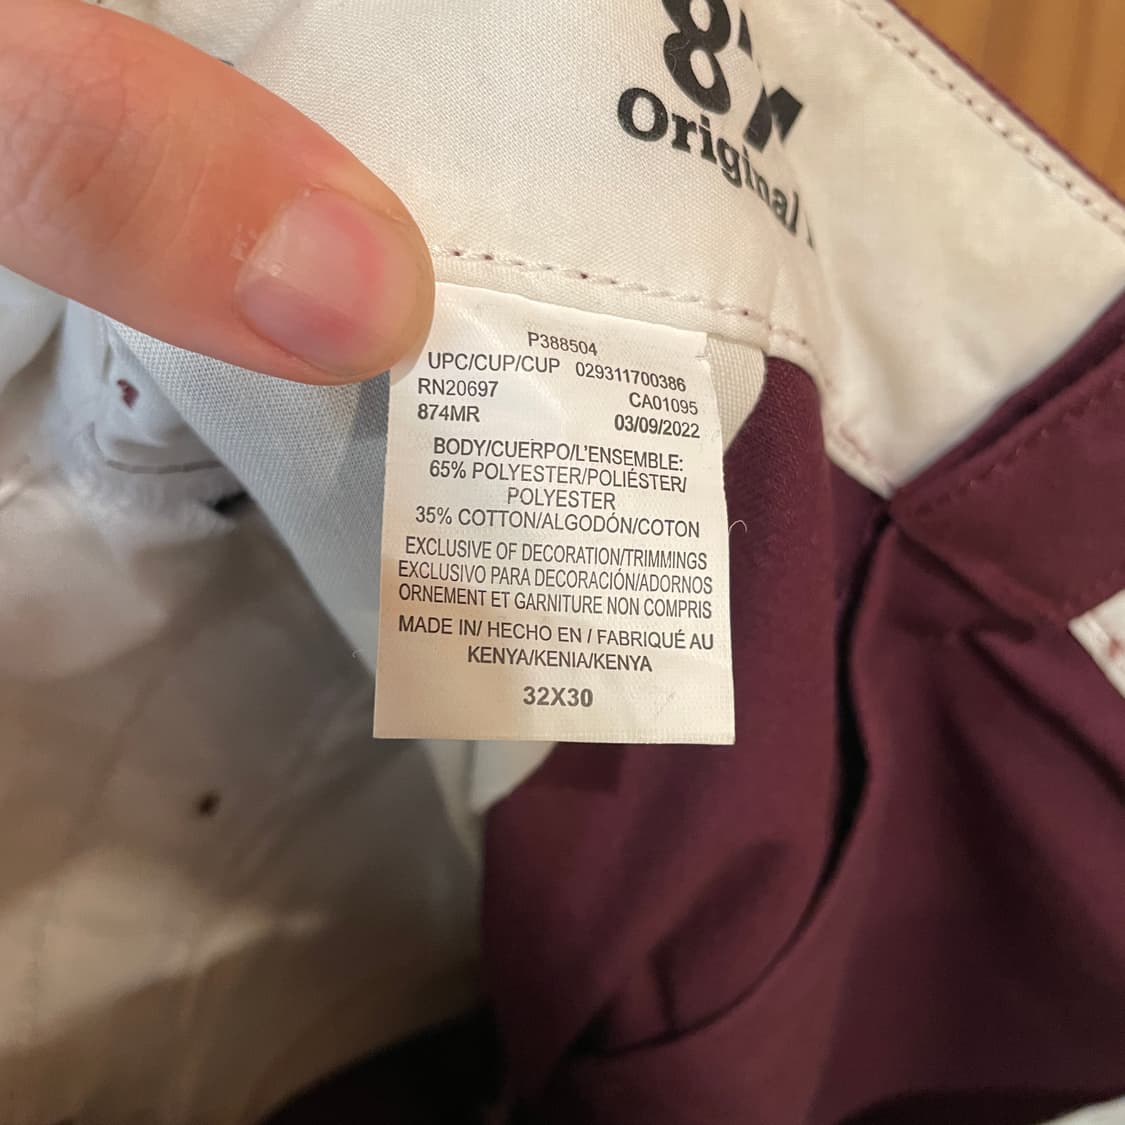 Original
P388504
UPC/CUP/CUP 029311700386
RN20697 CA01095
874MR 03/09/2022
BODY/CUERPO/L'ENSEMBLE:
65% POLYESTER/POLIÉSTER/
POLYESTER
35% COTTON/ALGODÓN/COTON
EXCLUSIVE OF DECORATION/TRIMMINGS
EXCLUSIVO PARA DECORACIÓN/ADORNOS
ORNEMENT ET GARNITURE NON COMPRIS
MADE IN/ HECHO EN / FABRIQUÉ AU
KENYA/KENIA/KENYA
32X30